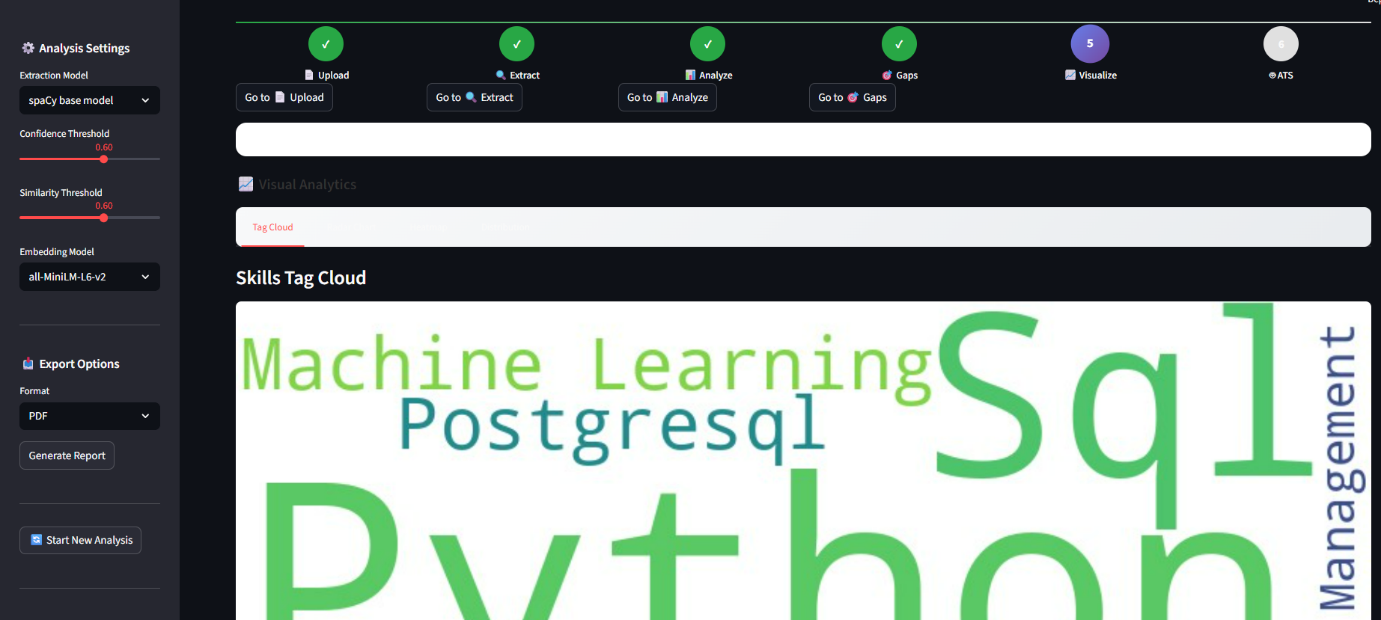 Analysis Settings
Extraction Model
spaCy base model
Confidence Threshold
0.60
Similarity Threshold
0.60
Embedding Model
all-MiniLM-L6-v2
Export Options
Format
PDF
Generate Report
Start New Analysis
✓ ✓ ✓ ✓ 5 6
Upload Extract Analyze Gaps Visualize ATS
Go to Upload Go to Extract Go to Analyze Go to Gaps
Visual Analytics
Tag Cloud
Skills Tag Cloud
Machine Learning
Sql
Postgresql
Management
Python